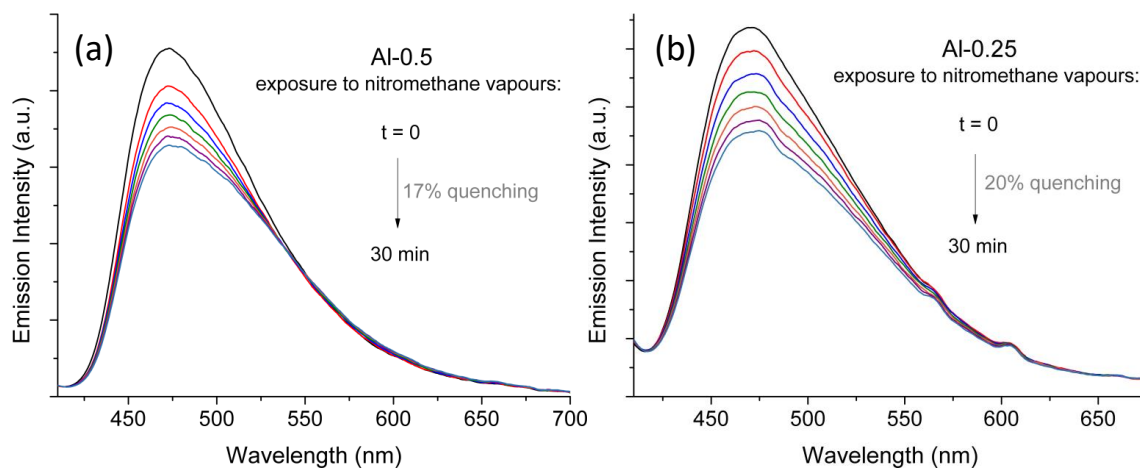 (a)
Al-0.5
exposure to nitromethane vapours:
t = 0
17% quenching
30 min
Emission Intensity (a.u.)
450 500 550 600 650 700
Wavelength (nm)
(b)
Al-0.25
exposure to nitromethane vapours:
t = 0
20% quenching
30 min
Emission Intensity (a.u.)
450 500 550 600 650
Wavelength (nm)